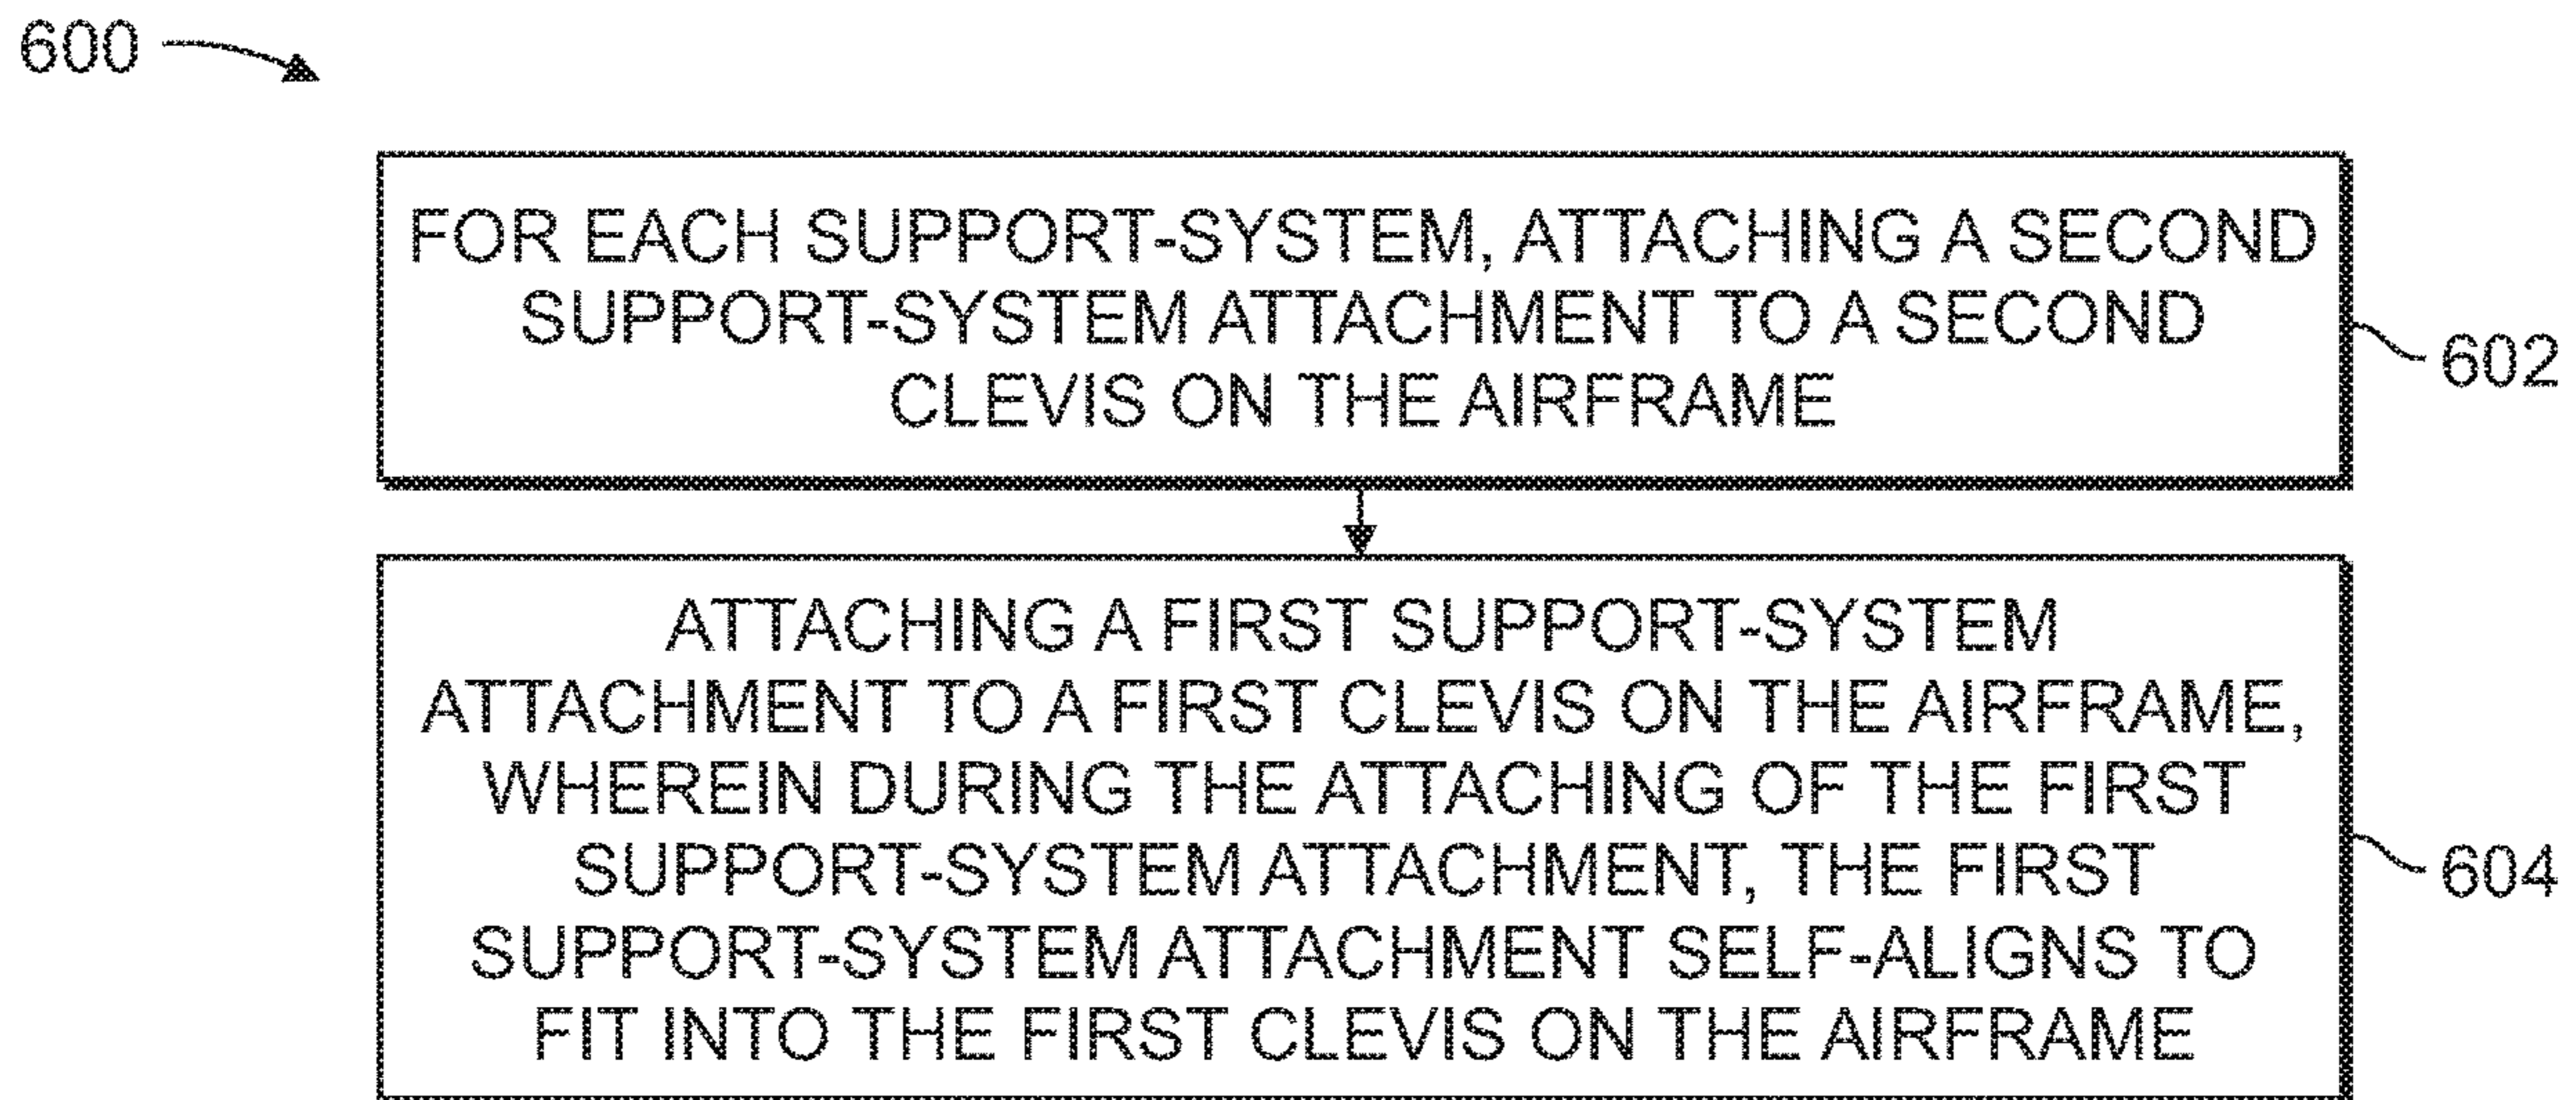 600
FOR EACH SUPPORT-SYSTEM, ATTACHING A SECOND
SUPPORT-SYSTEM ATTACHMENT TO A SECOND
CLEVIS ON THE AIRFRAME
602
ATTACHING A FIRST SUPPORT-SYSTEM
ATTACHMENT TO A FIRST CLEVIS ON THE AIRFRAME,
WHEREIN DURING THE ATTACHING OF THE FIRST
SUPPORT-SYSTEM ATTACHMENT, THE FIRST
SUPPORT-SYSTEM ATTACHMENT SELF-ALIGNS TO
FIT INTO THE FIRST CLEVIS ON THE AIRFRAME
604